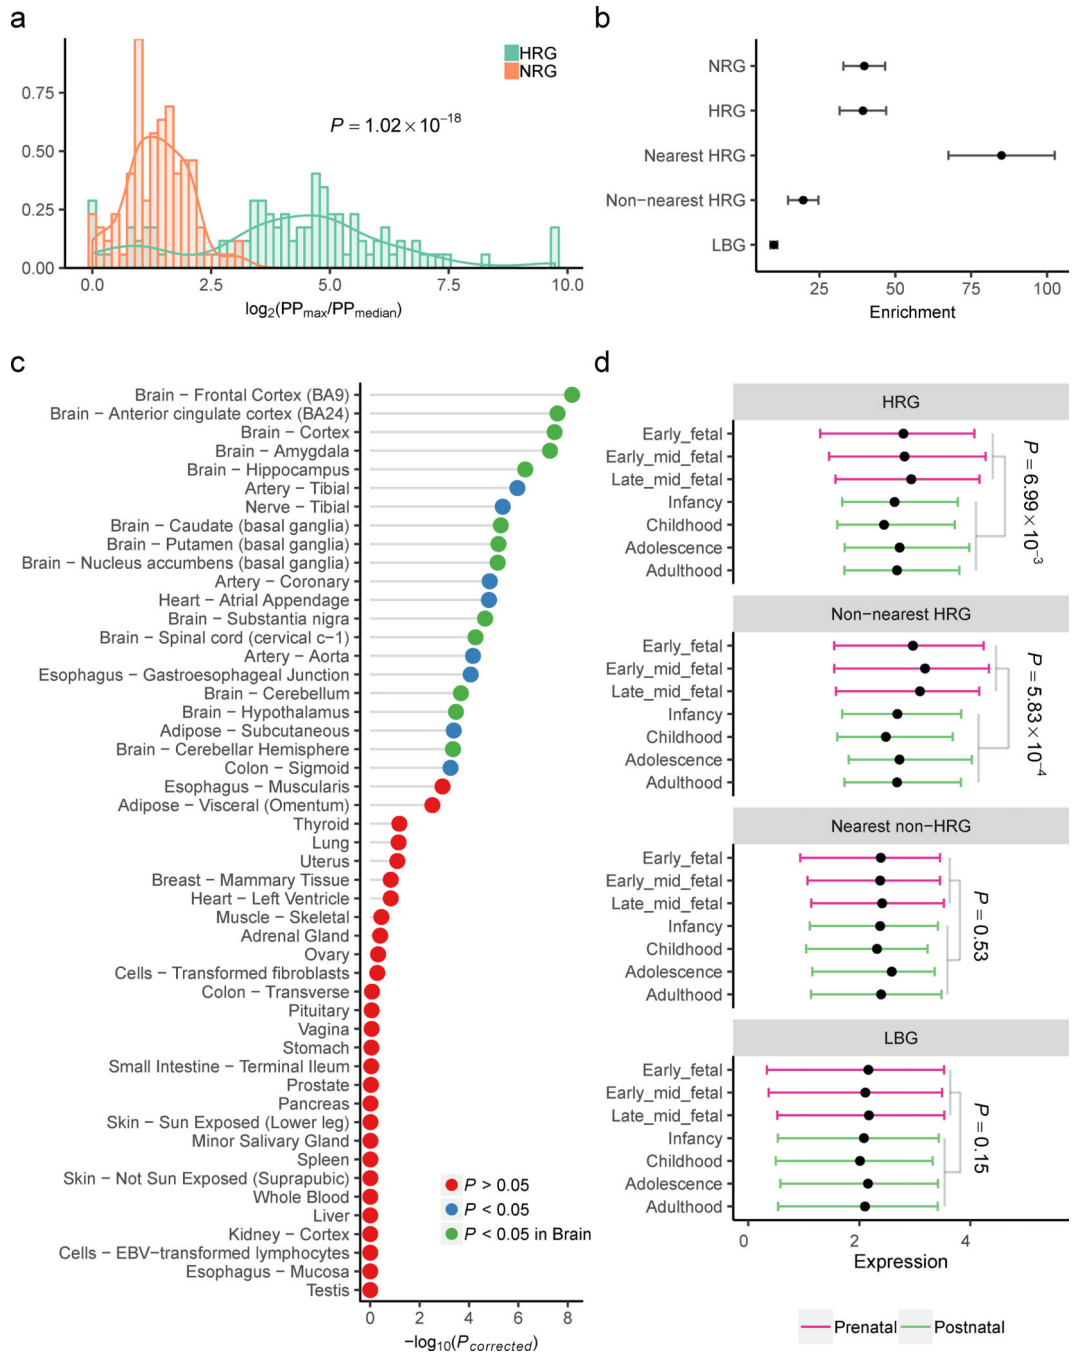 a
HRG
NRG
P = 1.02 × 10⁻¹⁸
0.75
0.50
0.25
0.00
0.0
2.5
5.0
7.5
10.0
log₂(PPmax/PPmedian)
b
NRG
HRG
Nearest HRG
Non−nearest HRG
LBG
25
50
75
100
Enrichment
c
Brain − Frontal Cortex (BA9)
Brain − Anterior cingulate cortex (BA24)
Brain − Cortex
Brain − Amygdala
Brain − Hippocampus
Artery − Tibial
Nerve − Tibial
Brain − Caudate (basal ganglia)
Brain − Putamen (basal ganglia)
Brain − Nucleus accumbens (basal ganglia)
Artery − Coronary
Heart − Atrial Appendage
Brain − Substantia nigra
Brain − Spinal cord (cervical c−1)
Artery − Aorta
Esophagus − Gastroesophageal Junction
Brain − Cerebellum
Brain − Hypothalamus
Adipose − Subcutaneous
Brain − Cerebellar Hemisphere
Colon − Sigmoid
Esophagus − Muscularis
Adipose − Visceral (Omentum)
Thyroid
Lung
Uterus
Breast − Mammary Tissue
Heart − Left Ventricle
Muscle − Skeletal
Adrenal Gland
Ovary
Cells − Transformed fibroblasts
Colon − Transverse
Pituitary
Vagina
Stomach
Small Intestine − Terminal Ileum
Prostate
Pancreas
Skin − Sun Exposed (Lower leg)
Minor Salivary Gland
Spleen
Skin − Not Sun Exposed (Suprapubic)
Whole Blood
Liver
Kidney − Cortex
Cells − EBV−transformed lymphocytes
Esophagus − Mucosa
Testis
P > 0.05
P < 0.05
P < 0.05 in Brain
0
2
4
6
8
−log₁₀(Pcorrected)
d
HRG
Early_fetal
Early_mid_fetal
Late_mid_fetal
Infancy
Childhood
Adolescence
Adulthood
P = 6.99 × 10⁻³
Non−nearest HRG
Early_fetal
Early_mid_fetal
Late_mid_fetal
Infancy
Childhood
Adolescence
Adulthood
P = 5.83 × 10⁻⁴
Nearest non−HRG
Early_fetal
Early_mid_fetal
Late_mid_fetal
Infancy
Childhood
Adolescence
Adulthood
P = 0.53
LBG
Early_fetal
Early_mid_fetal
Late_mid_fetal
Infancy
Childhood
Adolescence
Adulthood
P = 0.15
0
2
4
Expression
Prenatal
Postnatal